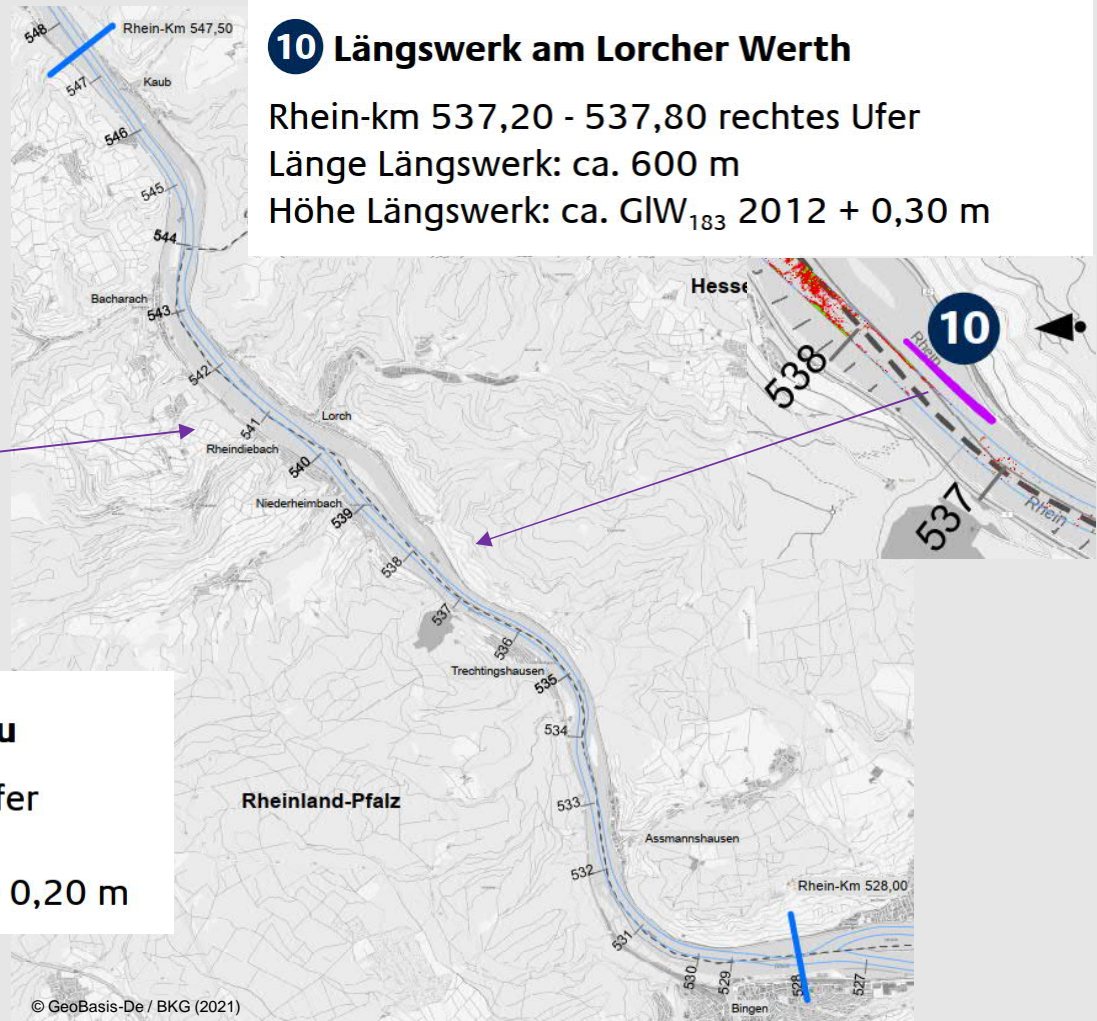 10 Längswerk am Lorcher Werth
Rhein-km 537,20 - 537,80 rechtes Ufer
Länge Längswerk: ca. 600 m
Höhe Längswerk: ca. GlW₁₈₃ 2012 + 0,30 m
548
Rhein-Km 547,50
547
Kaub
546
545
544
Bacharach
543
542
541
Lorch
Rheindiebach
540
Niederheimbach
539
538
537
536
Trechtingshausen
535
534
533
Assmannshausen
532
531
530
529
528
527
Rhein-Km 528,00
Bingen
Hesse
10
Rhein
538
537
Rhein
Rheinland-Pfalz
u
fer
0,20 m
© GeoBasis-De / BKG (2021)